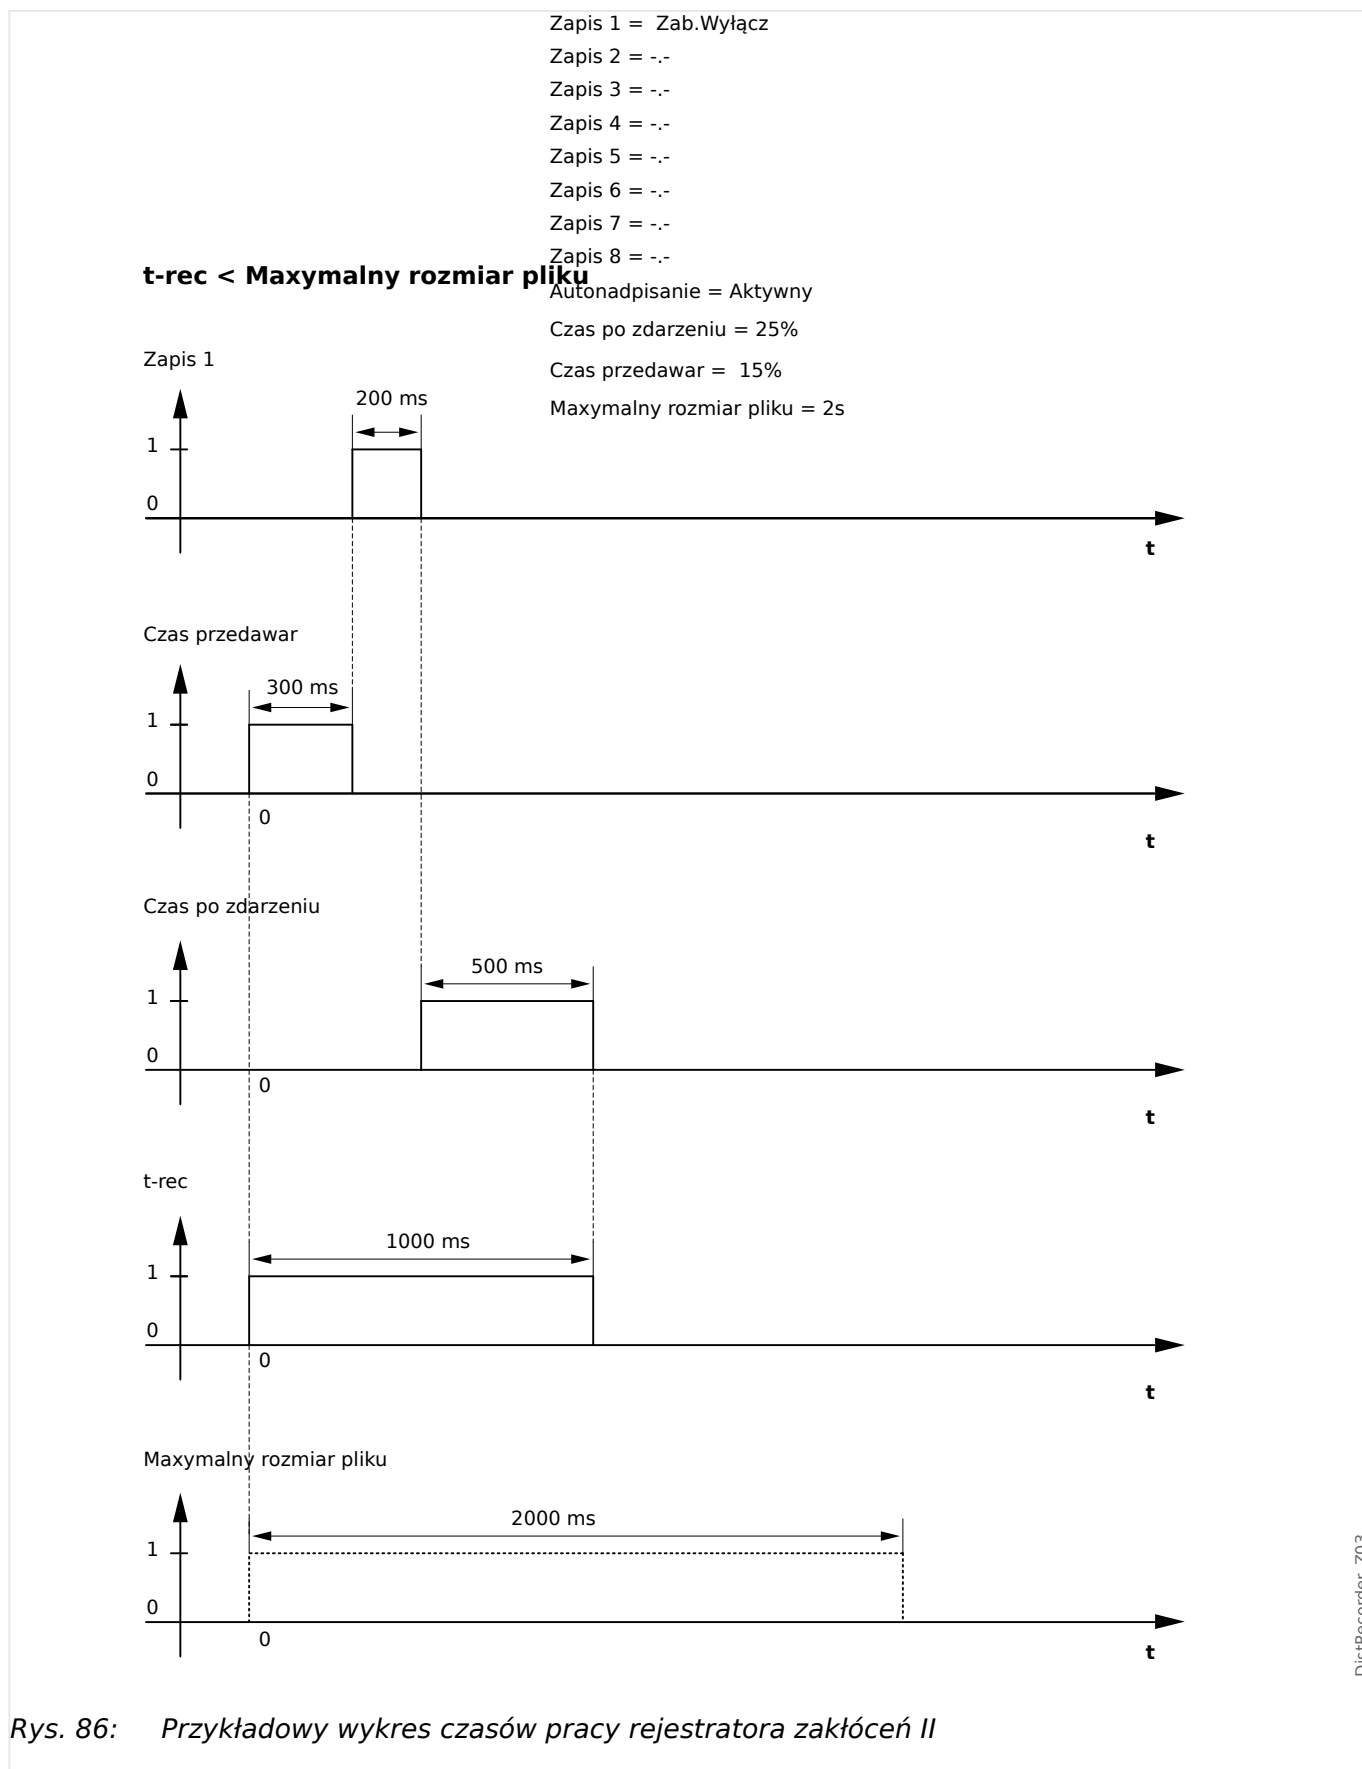 Zapis 1 =  Zab.Wyłącz
Zapis 2 = -.-
Zapis 3 = -.-
Zapis 4 = -.-
Zapis 5 = -.-
Zapis 6 = -.-
Zapis 7 = -.-
Zapis 8 = -.-
t-rec < Maxymalny rozmiar pliku
Autonadpisanie = Aktywny
Czas po zdarzeniu = 25%
Zapis 1
Czas przedawar =  15%
200 ms
Maxymalny rozmiar pliku = 2s
1
0
t
Czas przedawar
300 ms
1
0
0
t
Czas po zdarzeniu
500 ms
1
0
0
t
t-rec
1000 ms
1
0
0
t
Maxymalny rozmiar pliku
2000 ms
1
0
0
t
DistRecorder_Z03
Rys. 86: Przykładowy wykres czasów pracy rejestratora zakłóceń II